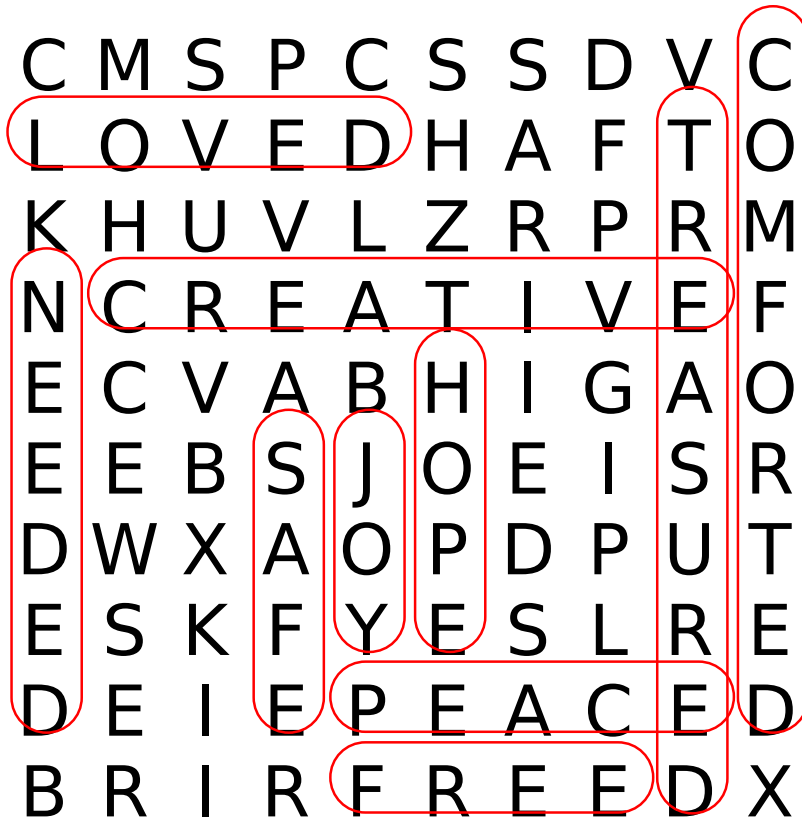 C M S P C S S D V C
L O V E D H A F T O
K H U V L Z R P R M
N C R E A T I V E F
E C V A B H I G A O
E E B S J O E I S R
D W X A O P D P U T
E S K F Y E S L R E
D E I E P E A C E D
B R I R F R E E D X